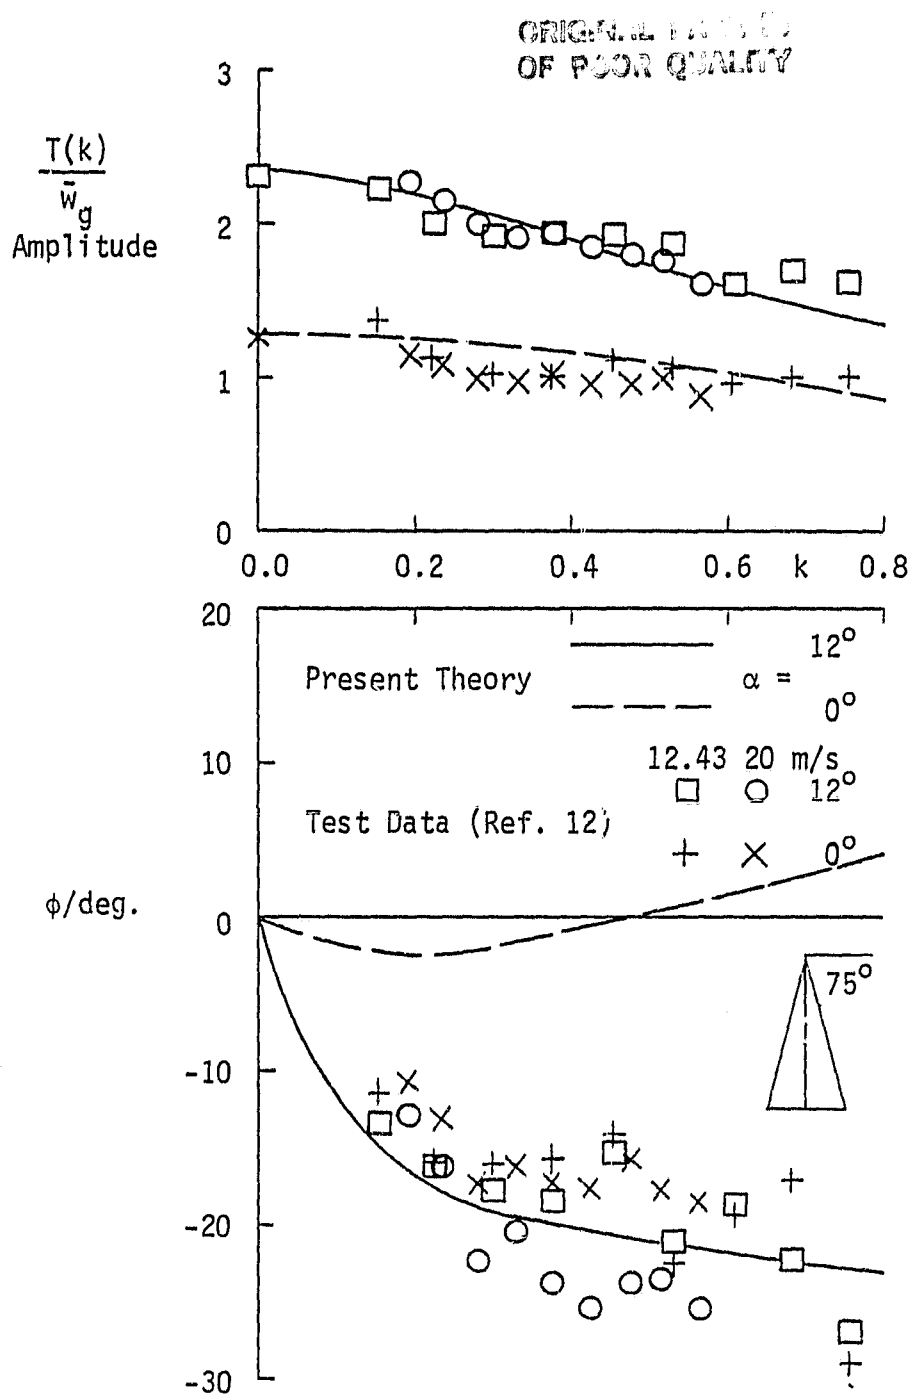 OF POOR QUALITY
3
T(k)
w̄g
Amplitude
2
1
0
0.0 0.2 0.4 0.6 k 0.8
20
12°
Present Theory α =
0°
10
12.43 20 m/s
12°
Test Data (Ref. 12)
0°
φ/deg.
0
75°
-10
-20
-30